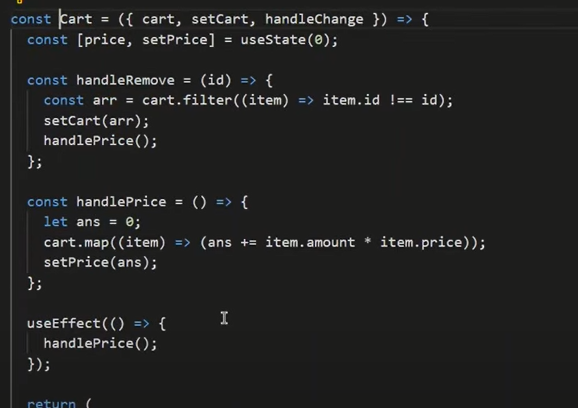 const Cart = ({ cart, setCart, handleChange }) => {
  const [price, setPrice] = useState(0);

  const handleRemove = (id) => {
    const arr = cart.filter((item) => item.id !== id);
    setCart(arr);
    handlePrice();
  };

  const handlePrice = () => {
    let ans = 0;
    cart.map((item) => (ans += item.amount * item.price));
    setPrice(ans);
  };

  useEffect(() => {
    handlePrice();
  });

  return (